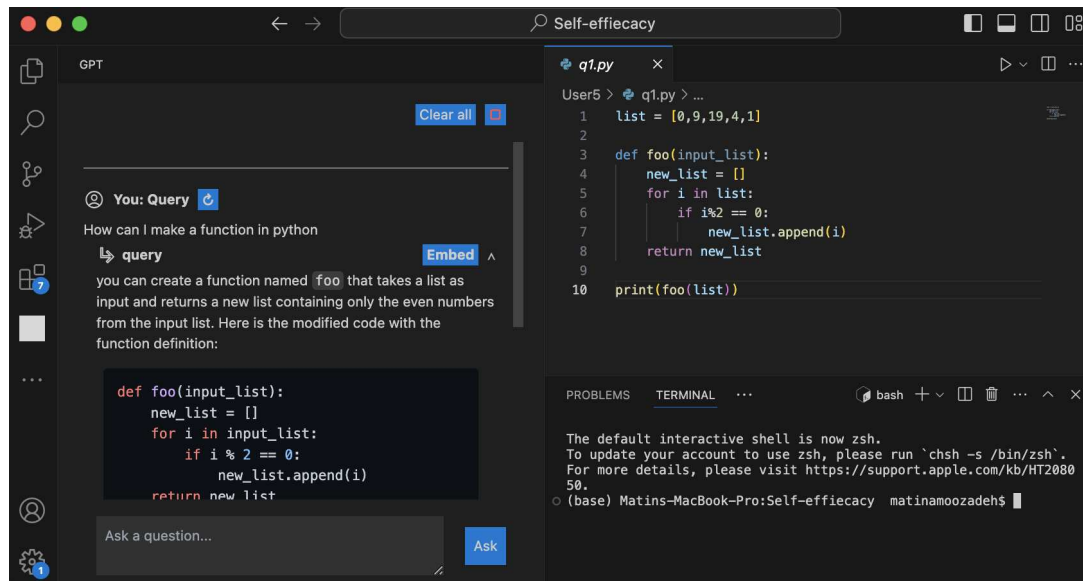 Self-effiecacy
GPT
Clear all
You: Query
How can I make a function in python
query
Embed
you can create a function named foo that takes a list as
input and returns a new list containing only the even numbers
from the input list. Here is the modified code with the
function definition:
def foo(input_list):
    new_list = []
    for i in input_list:
        if i % 2 == 0:
            new_list.append(i)
    return new list
Ask a question...
Ask
7
1
q1.py
User5 > q1.py > ...
1 list = [0,9,19,4,1]
2
3 def foo(input_list):
4     new_list = []
5     for i in list:
6         if i%2 == 0:
7             new_list.append(i)
8     return new_list
9
10 print(foo(list))
PROBLEMS TERMINAL ...
bash
The default interactive shell is now zsh.
To update your account to use zsh, please run `chsh -s /bin/zsh`.
For more details, please visit https://support.apple.com/kb/HT2080
50.
(base) Matins-MacBook-Pro:Self-effiecacy matinamoozadeh$